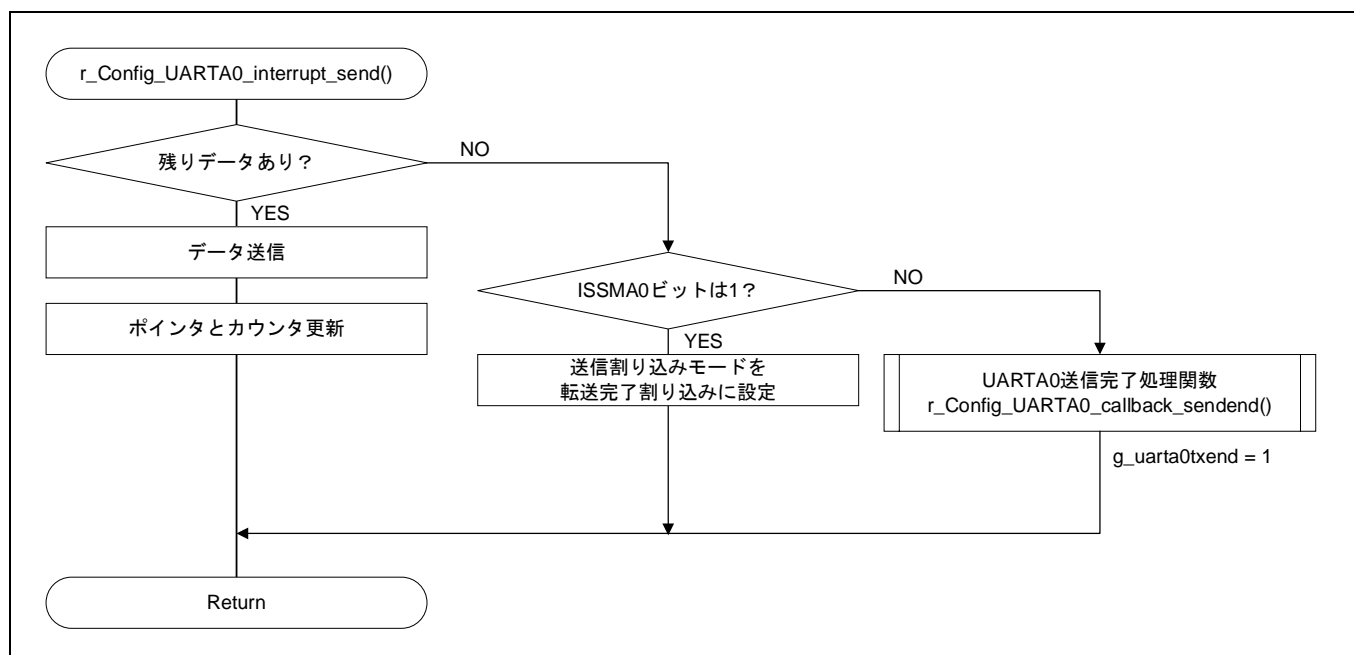 r_Config_UARTA0_interrupt_send()
残りデータあり？
NO
YES
データ送信
ポインタとカウンタ更新
ISSMA0ビットは1？
NO
YES
送信割り込みモードを
転送完了割り込みに設定
UARTA0送信完了処理関数
r_Config_UARTA0_callback_sendend()
g_uarta0txend = 1
Return